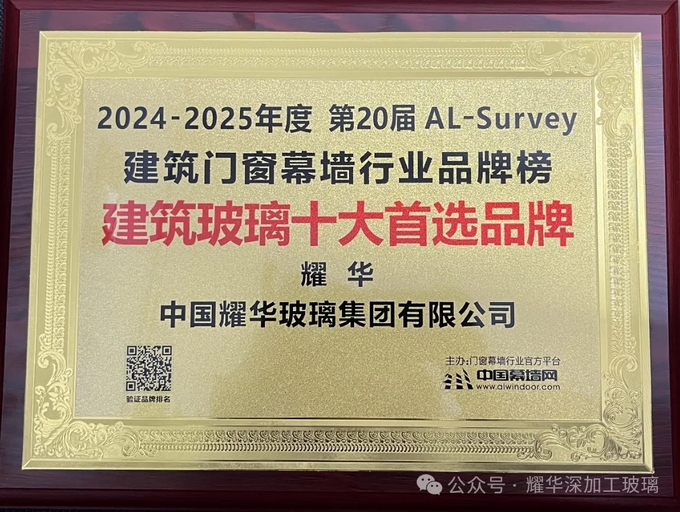 2024-2025年度 第20届 AL-Survey
建筑门窗幕墙行业品牌榜
建筑玻璃十大首选品牌
耀 华
中国耀华玻璃集团有限公司
验证品牌排名
主办:门窗幕墙行业官方平台
中国幕墙网
www.alwindoor.com
公众号·耀华深加工玻璃